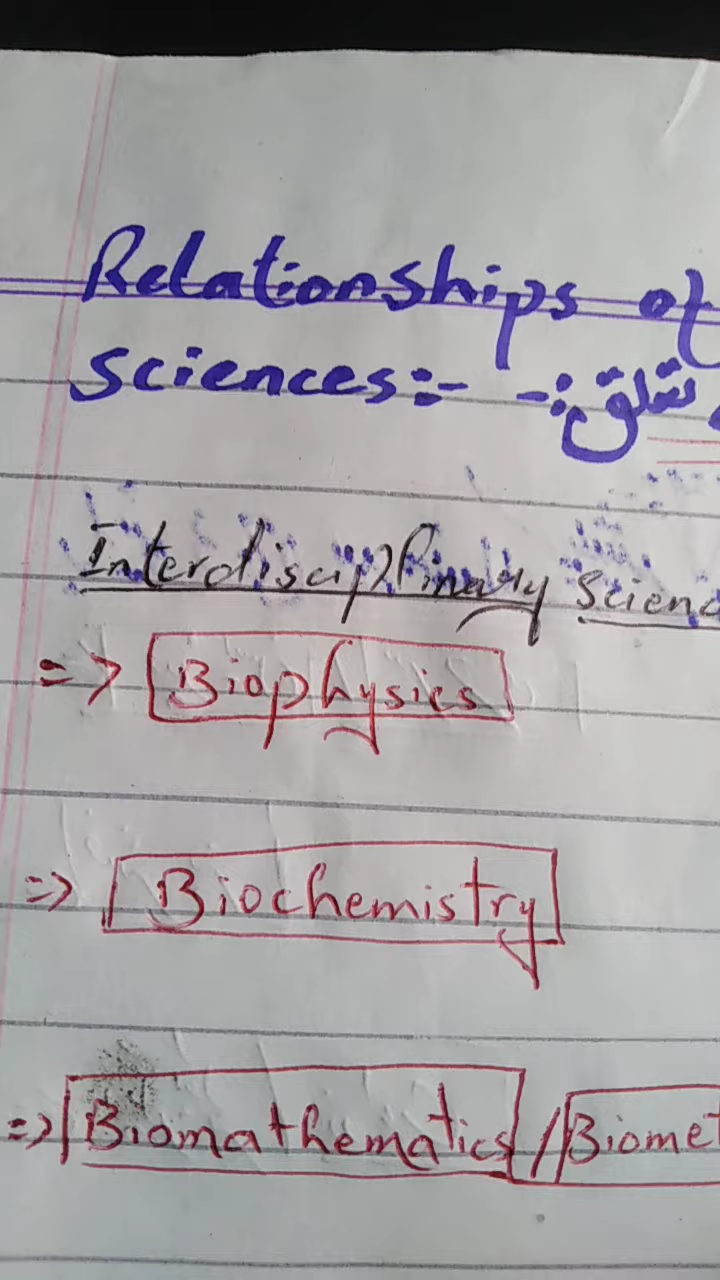 Relationships of
sciences:- تعلق:-
Interdisciplinary Scienc
=> Biophysics
=> Biochemistry
=> Biomathematics / Biomet